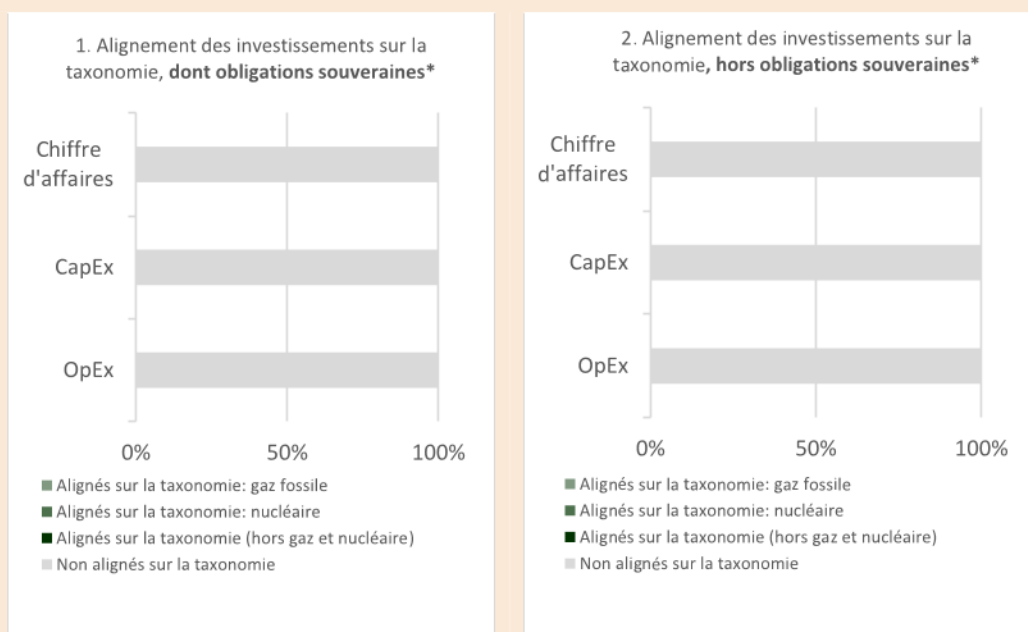 1. Alignement des investissements sur la
taxonomie, dont obligations souveraines*
Chiffre
d'affaires
CapEx
OpEx
0%
50%
100%
Alignés sur la taxonomie: gaz fossile
Alignés sur la taxonomie: nucléaire
Alignés sur la taxonomie (hors gaz et nucléaire)
Non alignés sur la taxonomie
2. Alignement des investissements sur la
taxonomie, hors obligations souveraines*
Chiffre
d'affaires
CapEx
OpEx
0%
50%
100%
Alignés sur la taxonomie: gaz fossile
Alignés sur la taxonomie: nucléaire
Alignés sur la taxonomie (hors gaz et nucléaire)
Non alignés sur la taxonomie